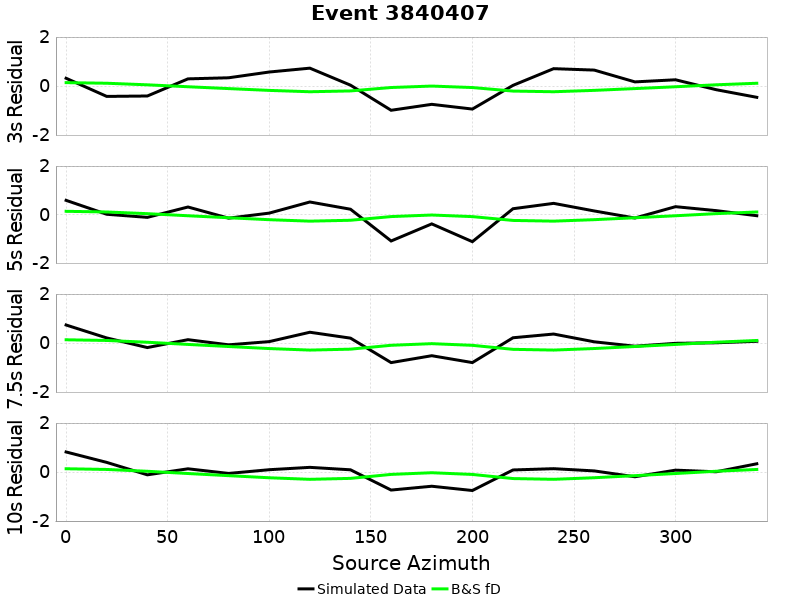 Event 3840407
3s Residual
2
0
-2
5s Residual
2
0
-2
7.5s Residual
2
0
-2
10s Residual
2
0
-2
0 50 100 150 200 250 300
Source Azimuth
Simulated Data B&S fD